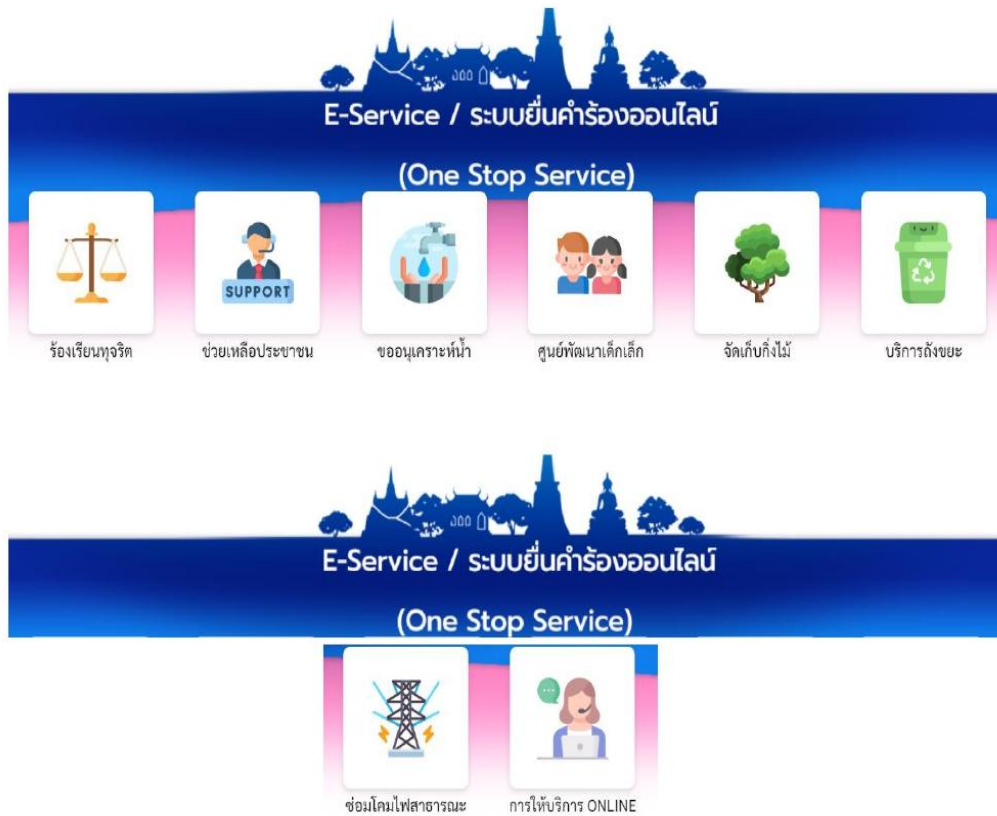 E-Service / ระบบยื่นคำร้องออนไลน์
(One Stop Service)
SUPPORT
ร้องเรียนทุจริต
ช่วยเหลือประชาชน
ขออนุเคราะห์น้ำ
ศูนย์พัฒนาเด็กเล็ก
จัดเก็บกิ่งไม้
บริการถังขยะ
E-Service / ระบบยื่นคำร้องออนไลน์
(One Stop Service)
ซ่อมโคมไฟสาธารณะ
การให้บริการ ONLINE